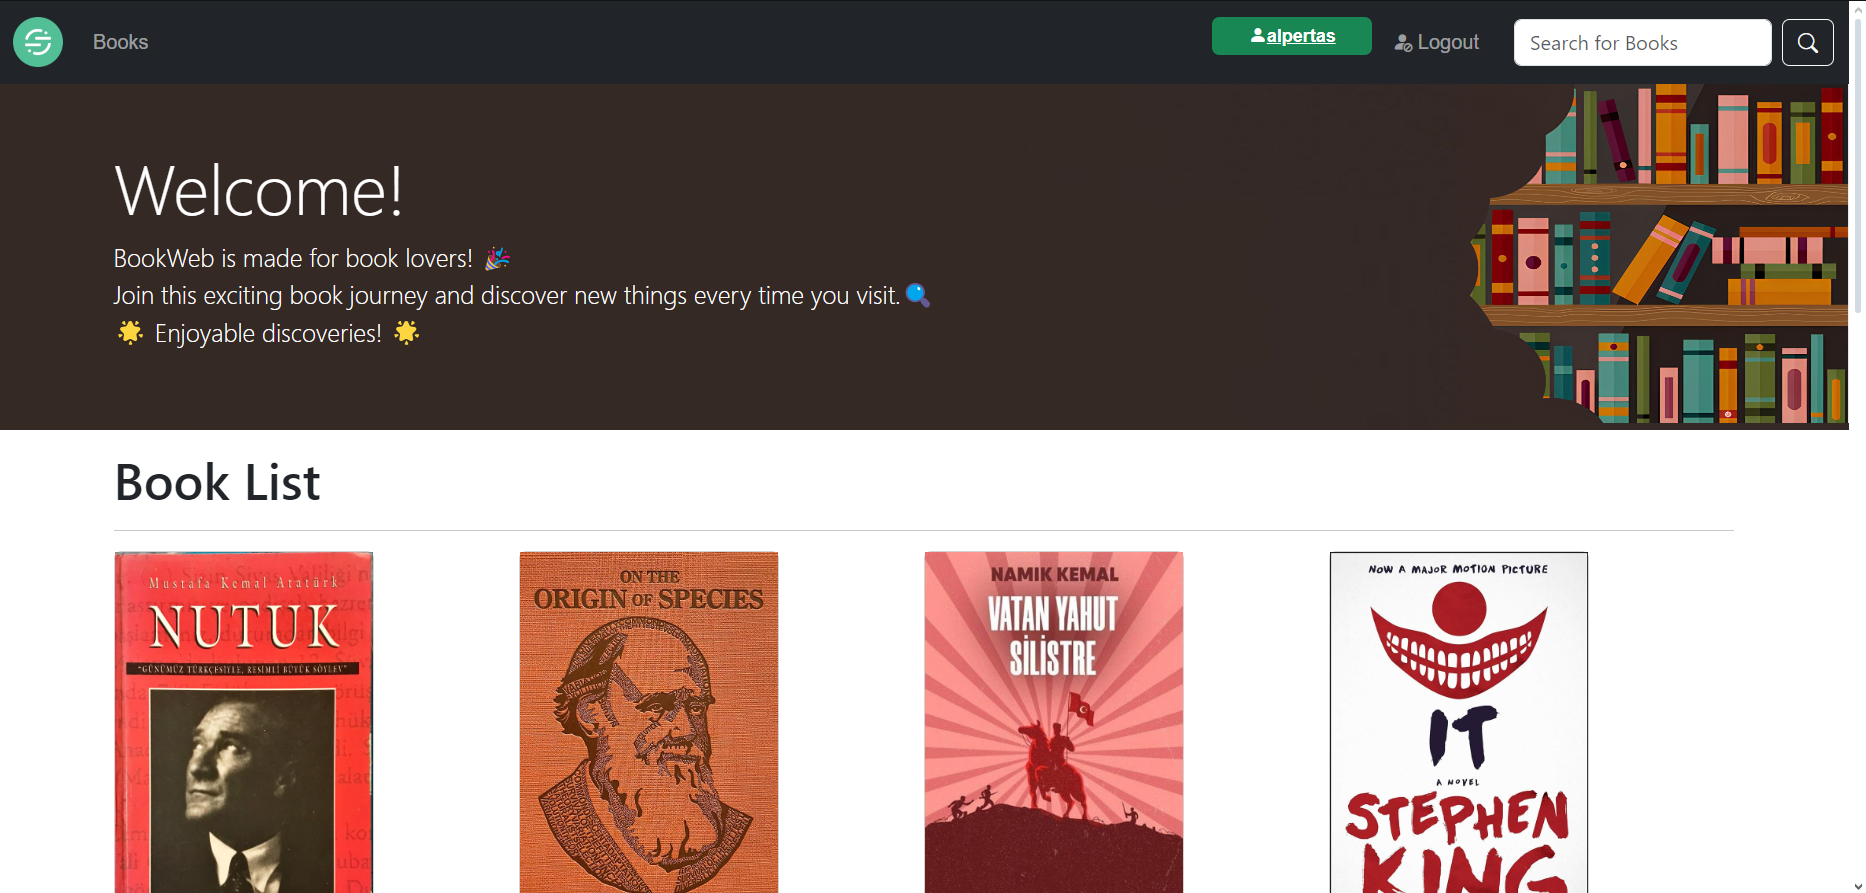 Books
alpertas
Logout
Search for Books
Welcome!
BookWeb is made for book lovers! 🎉
Join this exciting book journey and discover new things every time you visit. 🔍
🌟 Enjoyable discoveries! 🌟
Book List
Mustafa Kemal Atatürk
NUTUK
"GÜNÜMÜZ TÜRKÇESİYLE, RESİMLİ BÜYÜK SÖYLEV"
ON THE
ORIGIN OF SPECIES
NAMIK KEMAL
VATAN YAHUT
SİLİSTRE
NOW A MAJOR MOTION PICTURE
IT
A NOVEL
STEPHEN
KING